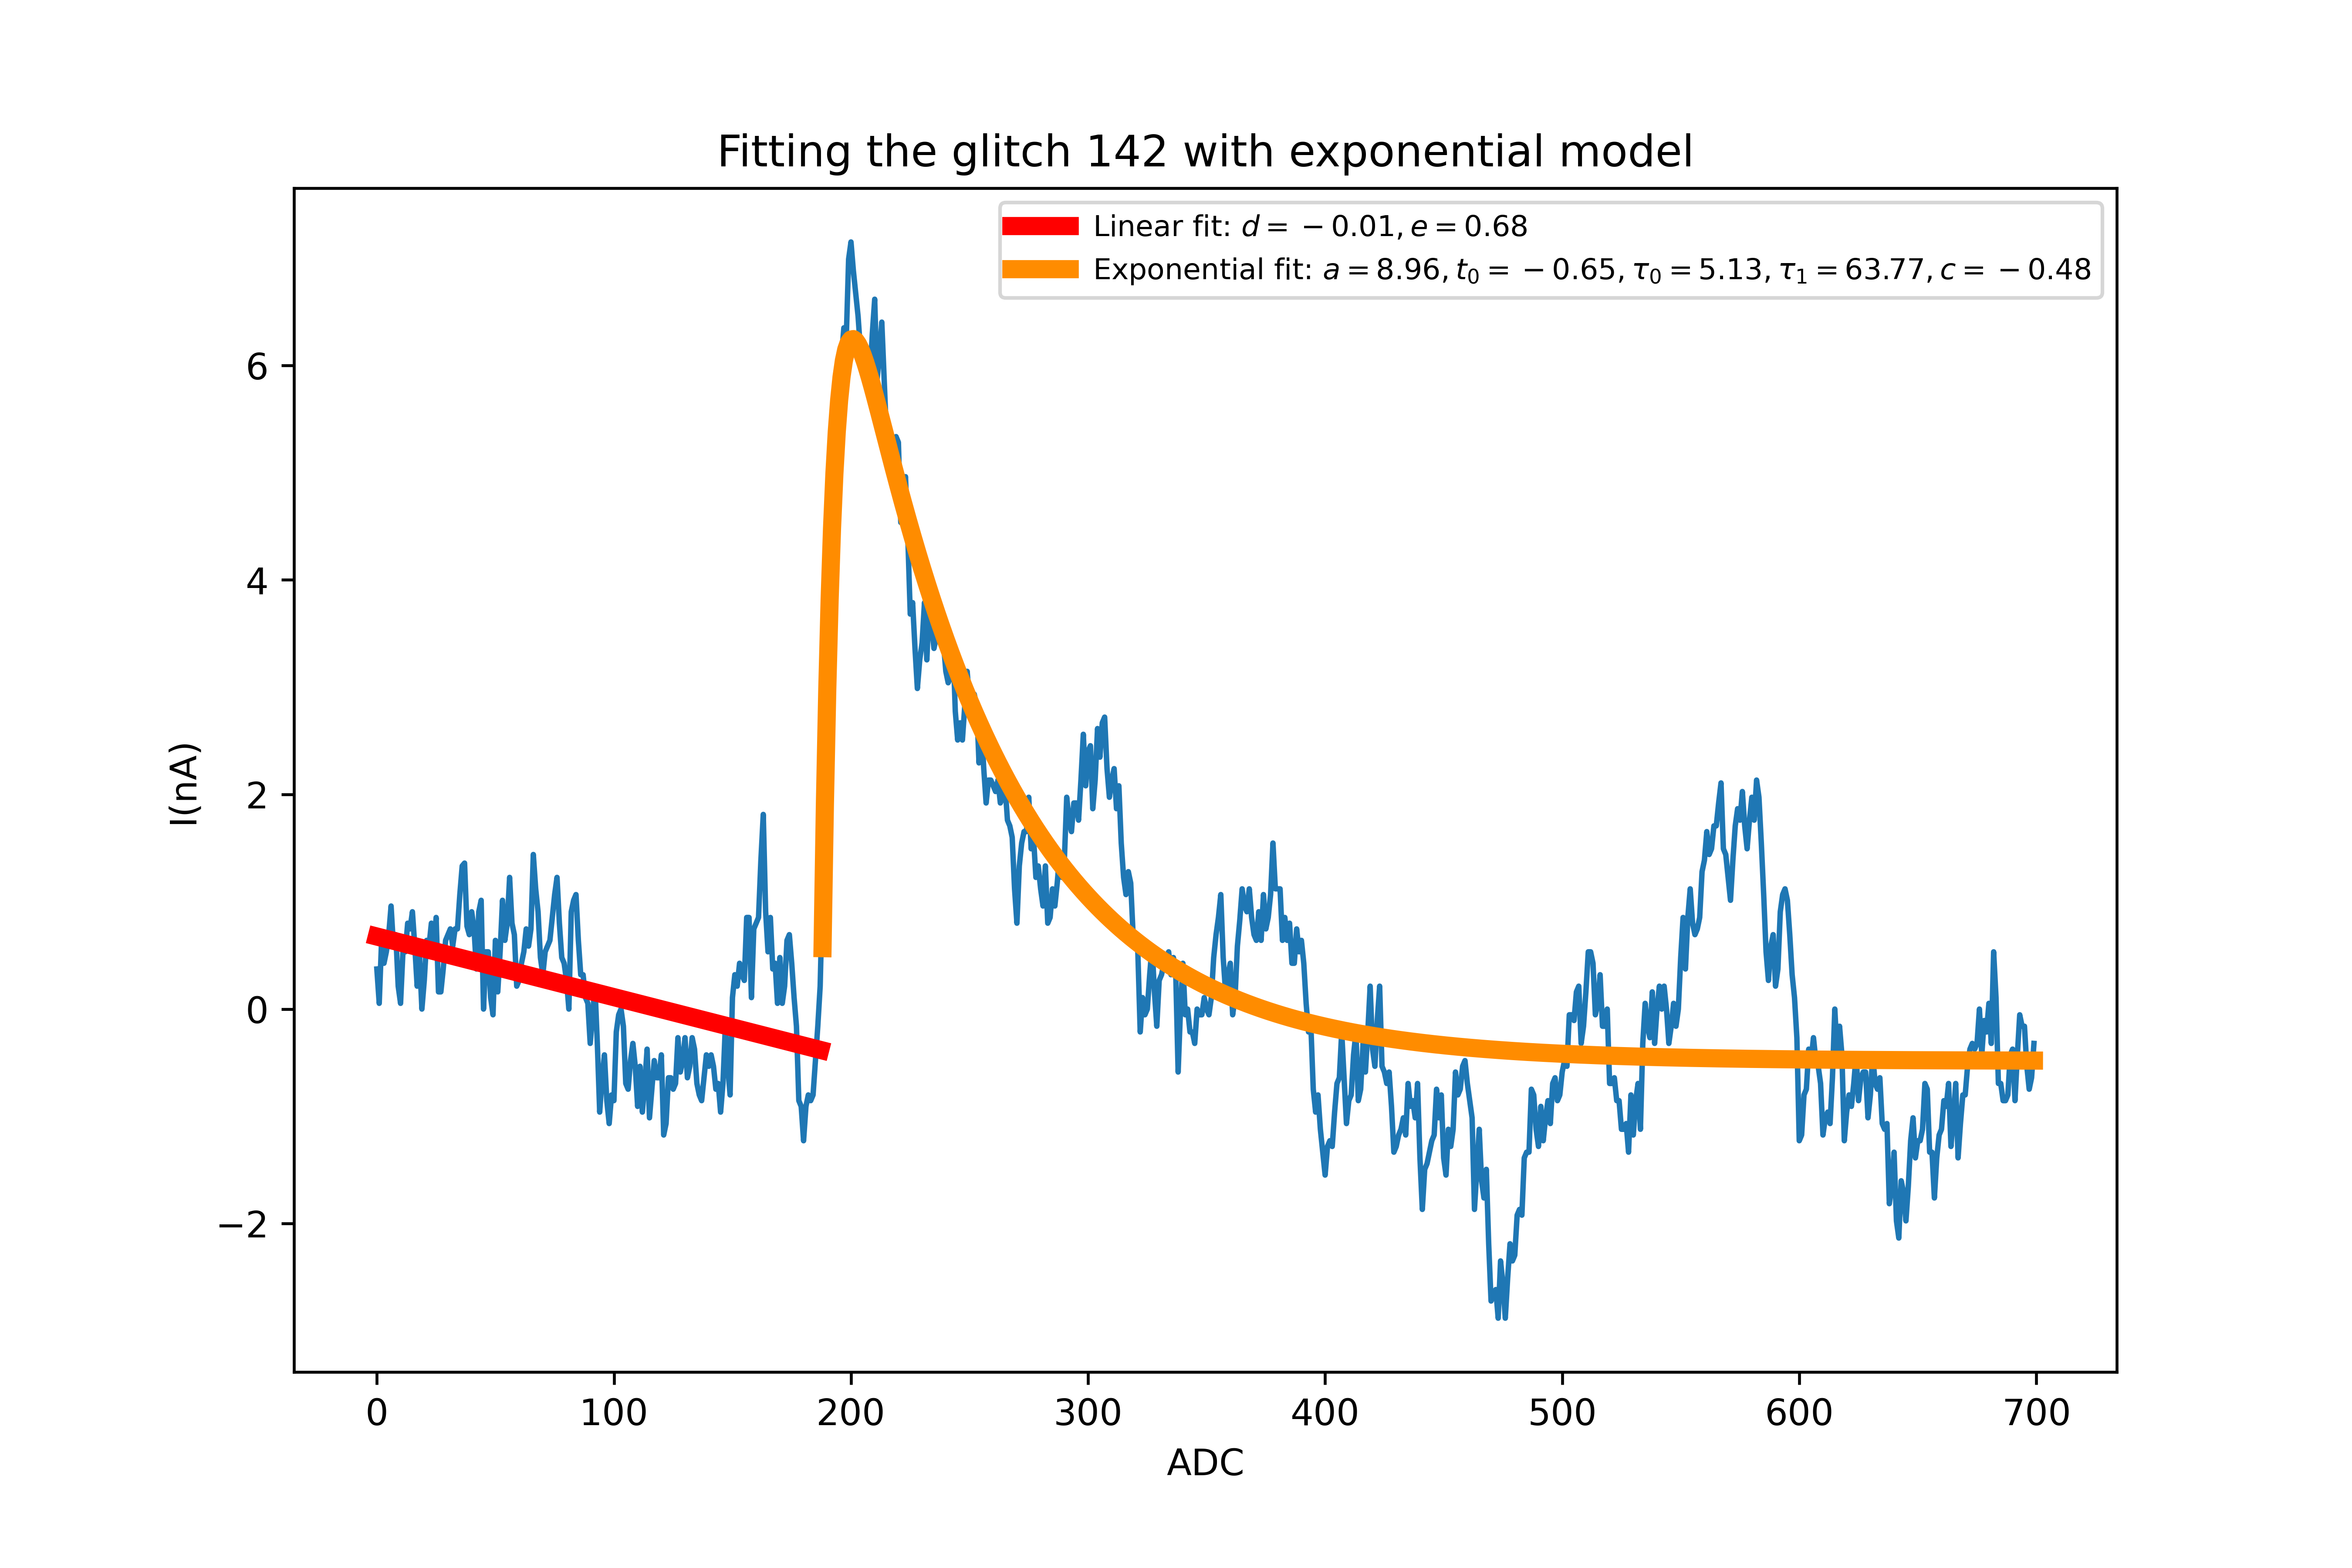 Fitting the glitch 142 with exponential model
Linear fit: d = −0.01, e = 0.68
Exponential fit: a = 8.96, t₀ = −0.65, τ₀ = 5.13, τ₁ = 63.77, c = −0.48
6
4
2
0
−2
I(nA)
0 100 200 300 400 500 600 700
ADC